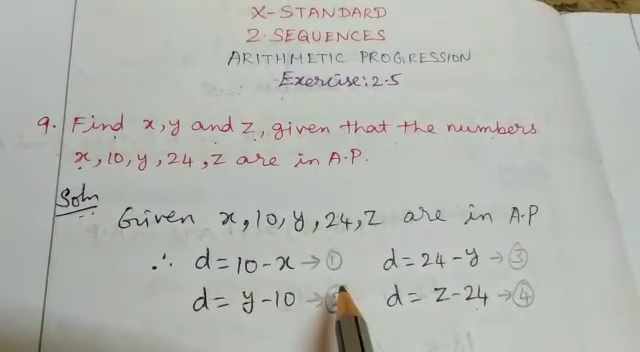 X-STANDARD
2. SEQUENCES
ARITHMETIC PROGRESSION
Exercise: 2.5
9. Find x, y and z, given that the numbers
x, 10, y, 24, z are in A.P.
Soln
Given x, 10, y, 24, z are in A.P
∴ d = 10 - x → ① d = 24 - y → ③
d = y - 10 → d = z - 24 → ④